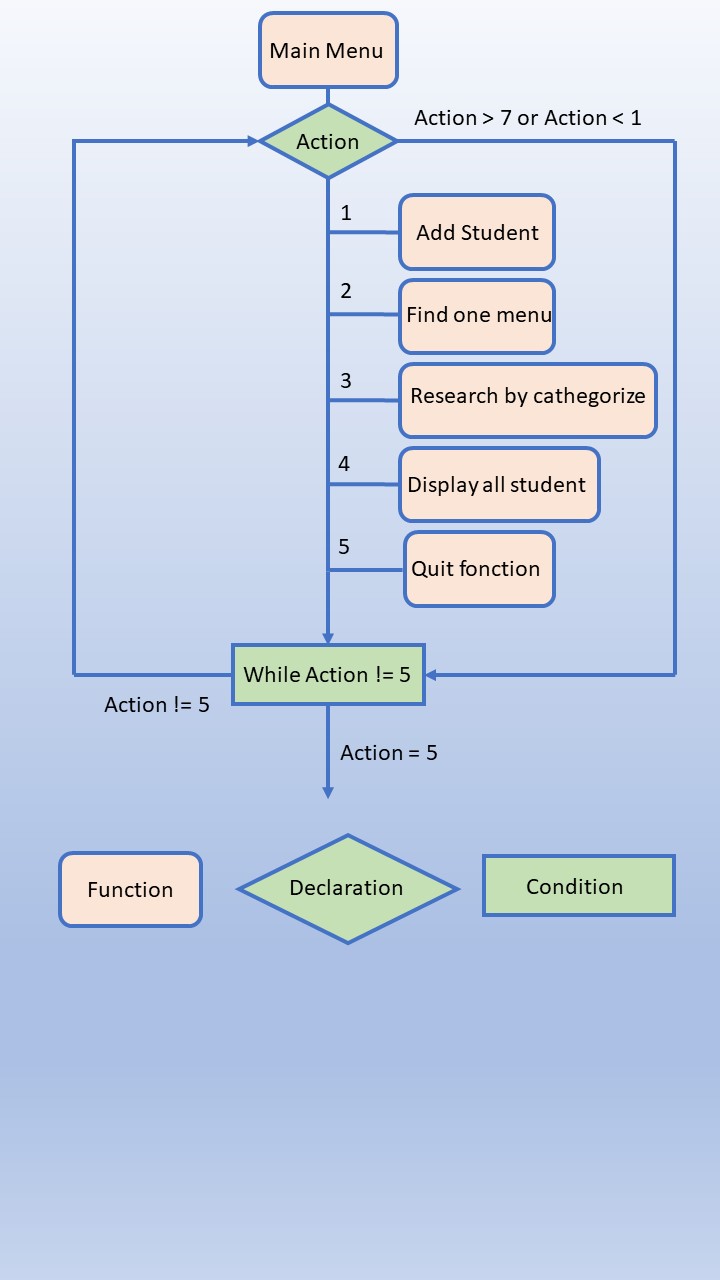 Main Menu
Action > 7 or Action < 1
Action
1
Add Student
2
Find one menu
3
Research by cathegorize
4
Display all student
5
Quit fonction
While Action != 5
Action != 5
Action = 5
Function
Declaration
Condition